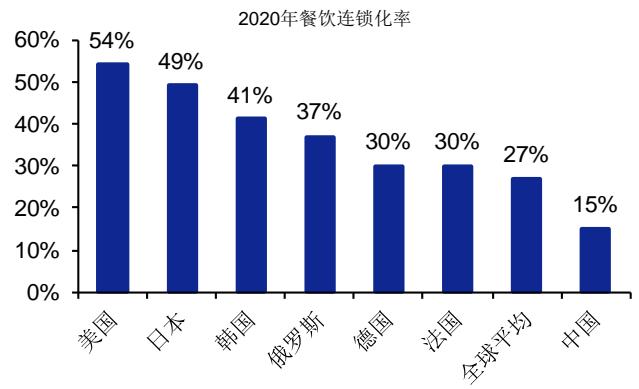 2020年餐饮连锁化率
60%
50%
40%
30%
20%
10%
0%
54%
49%
41%
37%
30%
30%
27%
15%
美国
日本
韩国
俄罗斯
德国
法国
全球平均
中国